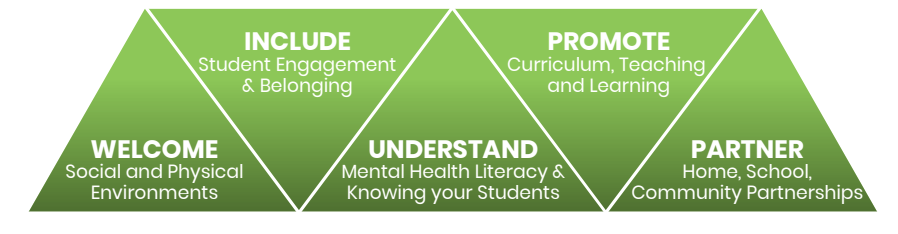 WELCOME
Social and Physical
Environments
INCLUDE
Student Engagement
& Belonging
UNDERSTAND
Mental Health Literacy &
Knowing your Students
PROMOTE
Curriculum, Teaching
and Learning
PARTNER
Home, School,
Community Partnerships